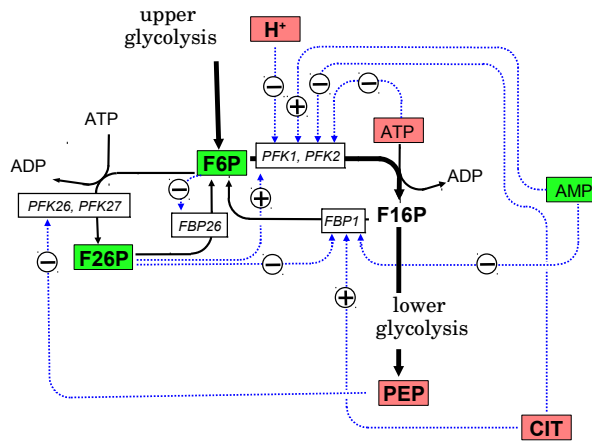 upper
glycolysis
H⁺
−
+
−
−
ATP
ATP
ADP
F6P
PFK1, PFK2
ADP
AMP
−
+
PFK26, PFK27
FBP26
FBP1
F16P
F26P
−
−
−
+
lower
glycolysis
PEP
CIT